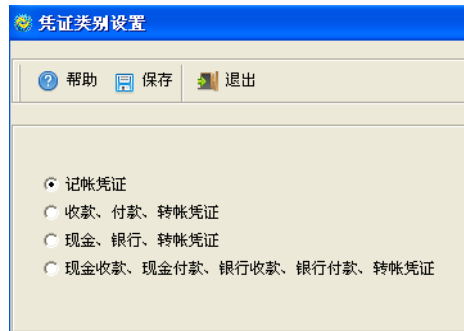 凭证类别设置
帮助 保存 退出
记帐凭证
收款、付款、转帐凭证
现金、银行、转帐凭证
现金收款、现金付款、银行收款、银行付款、转帐凭证